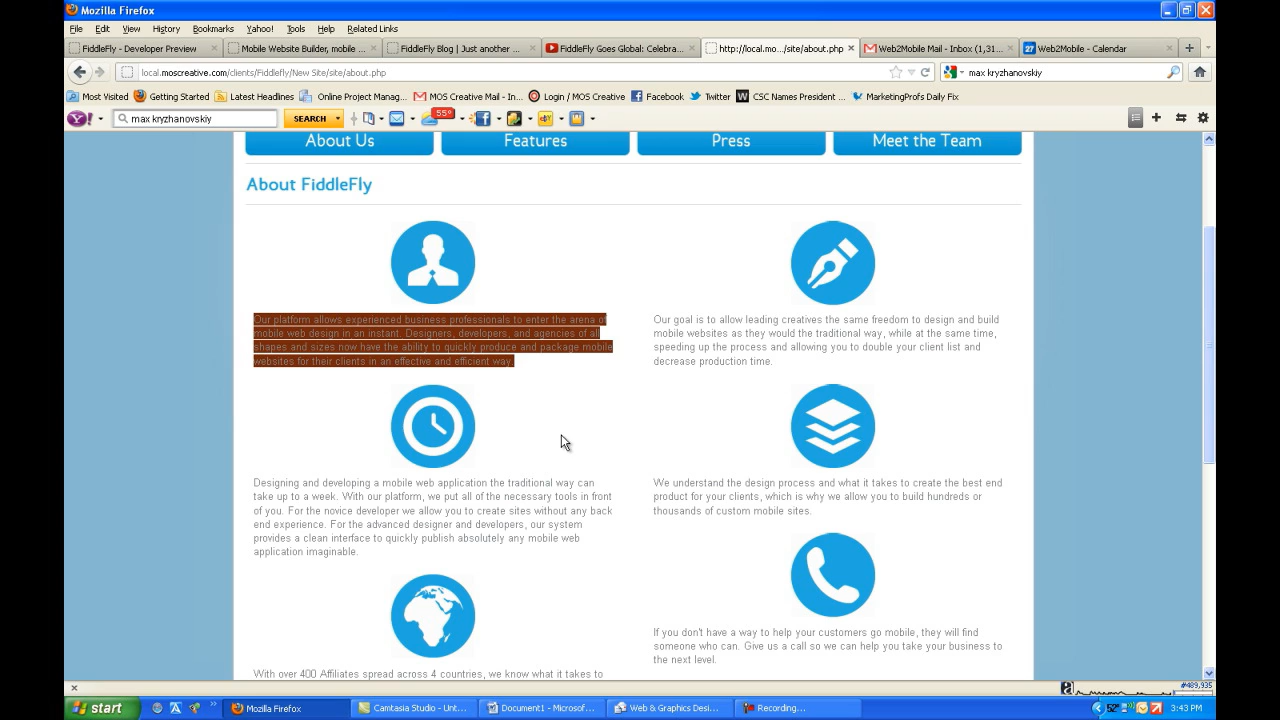 Mozilla Firefox
File Edit View History Bookmarks Yahoo! Tools Help Related Links
FiddleFly - Developer Preview × Mobile Website Builder, mobile ... × FiddleFly Blog | Just another ... × FiddleFly Goes Global: Celebra... × http://local.mo.../site/about.php × Web2Mobile Mail - Inbox (1,31... × 27 Web2Mobile - Calendar ×
local.moscreative.com/clients/Fiddlefly/New Site/site/about.php max kryzhanovskiy
Most Visited Getting Started Latest Headlines Online Project Manag... MOS Creative Mail - In... Login / MOS Creative Facebook Twitter CSC Names President ... MarketingProfs Daily Fix
max kryzhanovskiy SEARCH 55°
About Us Features Press Meet the Team
About FiddleFly
Our platform allows experienced business professionals to enter the arena of
mobile web design in an instant. Designers, developers, and agencies of all
shapes and sizes now have the ability to quickly produce and package mobile
websites for their clients in an effective and efficient way.
Our goal is to allow leading creatives the same freedom to design and build
mobile websites as they would the traditional way, while at the same time,
speeding up the process and allowing you to double your client list and
decrease production time.
Designing and developing a mobile web application the traditional way can
take up to a week. With our platform, we put all of the necessary tools in front
of you. For the novice developer we allow you to create sites without any back
end experience. For the advanced designer and developers, our system
provides a clean interface to quickly publish absolutely any mobile web
application imaginable.
We understand the design process and what it takes to create the best end
product for your clients, which is why we allow you to build hundreds or
thousands of custom mobile sites.
If you don't have a way to help your customers go mobile, they will find
someone who can. Give us a call so we can help you take your business to
the next level.
With over 400 Affiliates spread across 4 countries, we know what it takes to
#489,935
start Mozilla Firefox Camtasia Studio - Unt... Document1 - Microsof... Web & Graphics Desi... Recording... 52° 3:43 PM